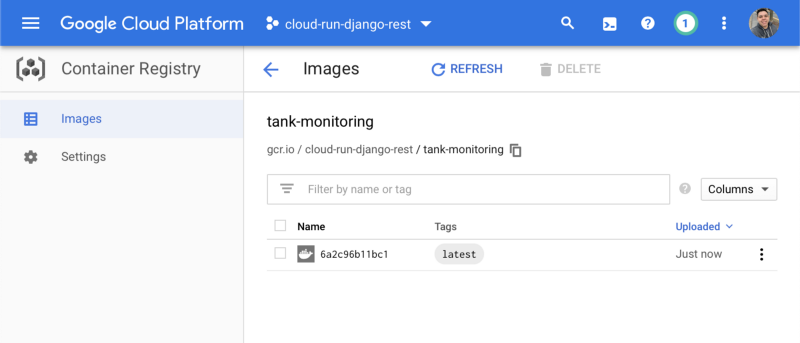 Google Cloud Platform cloud-run-django-rest 1
Container Registry
Images REFRESH DELETE
Images
Settings
tank-monitoring
gcr.io / cloud-run-django-rest / tank-monitoring
Filter by name or tag
Columns
Name Tags Uploaded
6a2c96b11bc1 latest Just now